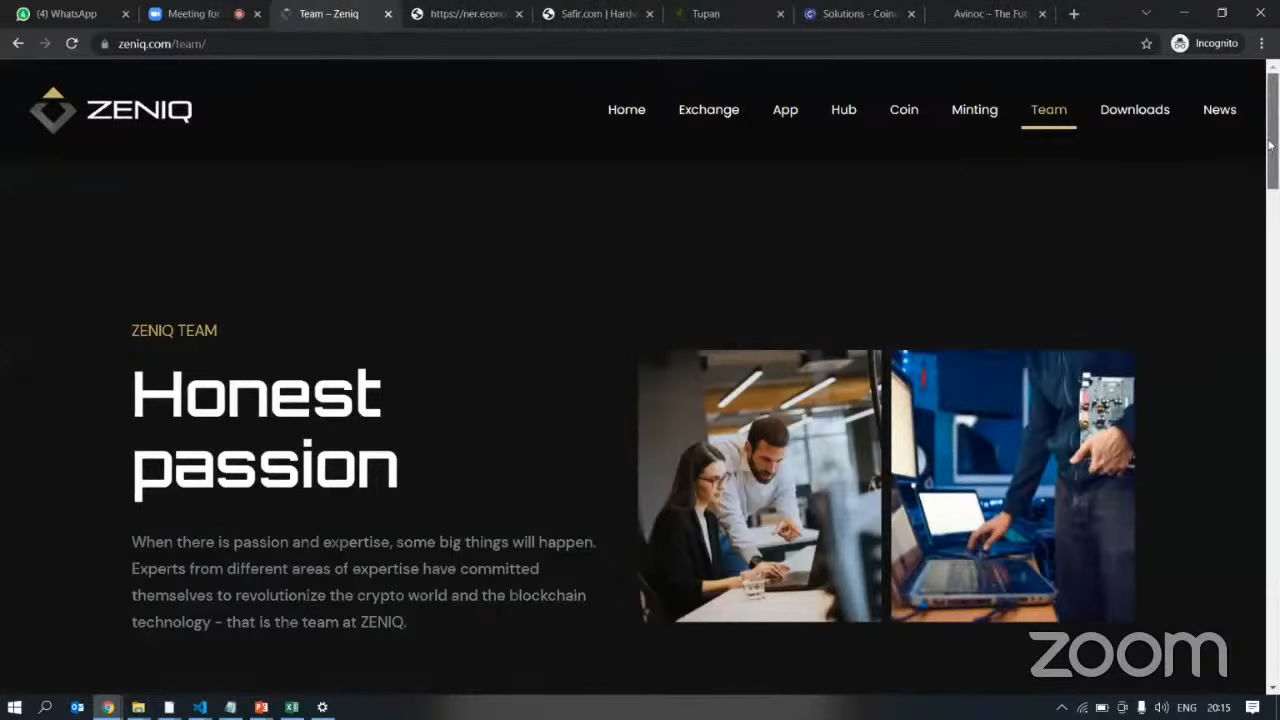 (4) WhatsApp
Meeting for
Team – Zeniq
https://ner.econo
Safir.com | Hardw
Tupan
Solutions - Coin
Avinoc – The Fut
zeniq.com/team/
Incognito
ZENIQ
Home
Exchange
App
Hub
Coin
Minting
Team
Downloads
News
ZENIQ TEAM
Honest
passion
When there is passion and expertise, some big things will happen.
Experts from different areas of expertise have committed
themselves to revolutionize the crypto world and the blockchain
technology - that is the team at ZENIQ.
zoom
ENG
20:15